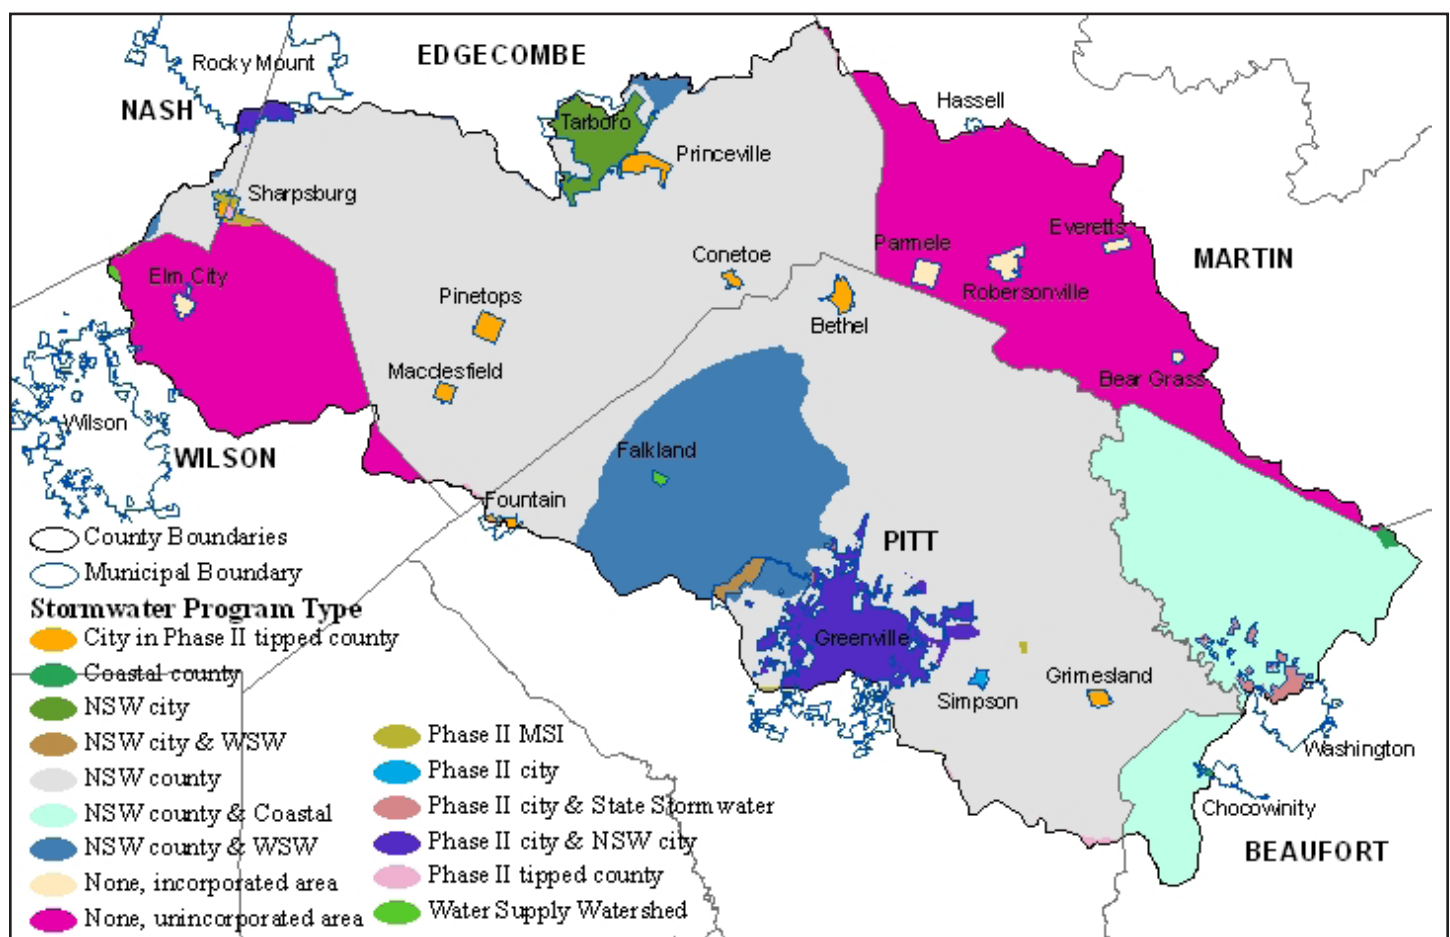 EDGECOMBE
Rocky Mount
NASH
Hassell
Tarboro
Princeville
Sharpsburg
Everetts
Parmele
MARTIN
Conetoe
Elm City
Robersonville
Pinetops
Bethel
Macclesfield
Bear Grass
Wilson
Falkland
WILSON
Fountain
PITT
Greenville
Grimesland
Simpson
Washington
Chocowinity
BEAUFORT
County Boundaries
Municipal Boundary
Stormwater Program Type
City in Phase II tipped county
Coastal county
NSW city
NSW city & WSW
NSW county
NSW county & Coastal
NSW county & WSW
None, incorporated area
None, unincorporated area
Phase II MSI
Phase II city
Phase II city & State Stormwater
Phase II city & NSW city
Phase II tipped county
Water Supply Watershed